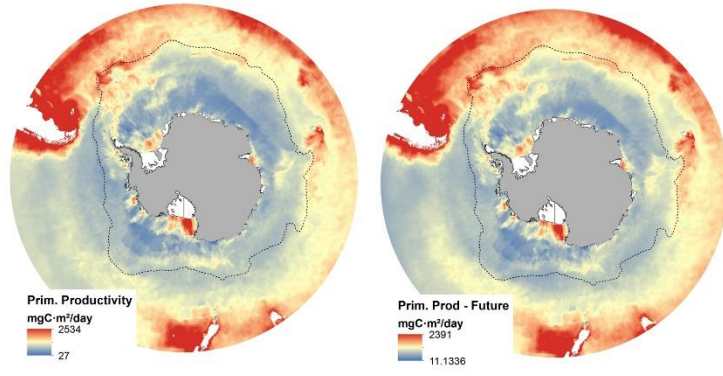 Prim. Productivity
mgC·m²/day
2534
27
Prim. Prod - Future
mgC·m²/day
2391
11.1336